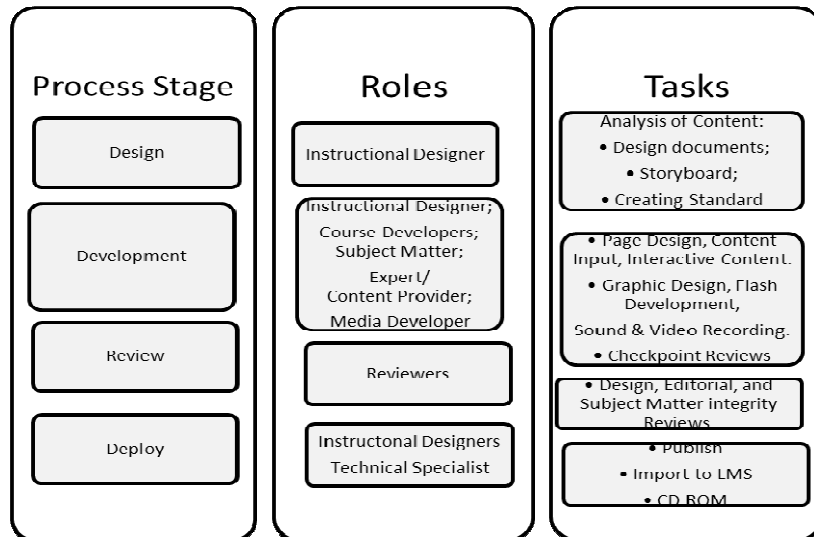 Process Stage
Design
Development
Review
Deploy
Roles
Instructional Designer
Instructional Designer;
Course Developers;
Subject Matter;
Expert/
Content Provider;
Media Developer
Reviewers
Instructonal Designers
Technical Specialist
Tasks
Analysis of Content:
• Design documents;
• Storyboard;
• Creating Standard
• Page Design, Content
Input, Interactive Content.
• Graphic Design, Flash
Development,
Sound & Video Recording.
• Checkpoint Reviews
• Design, Editorial, and
Subject Matter integrity
Reviews
• Publish
• Import to LMS
• CD ROM